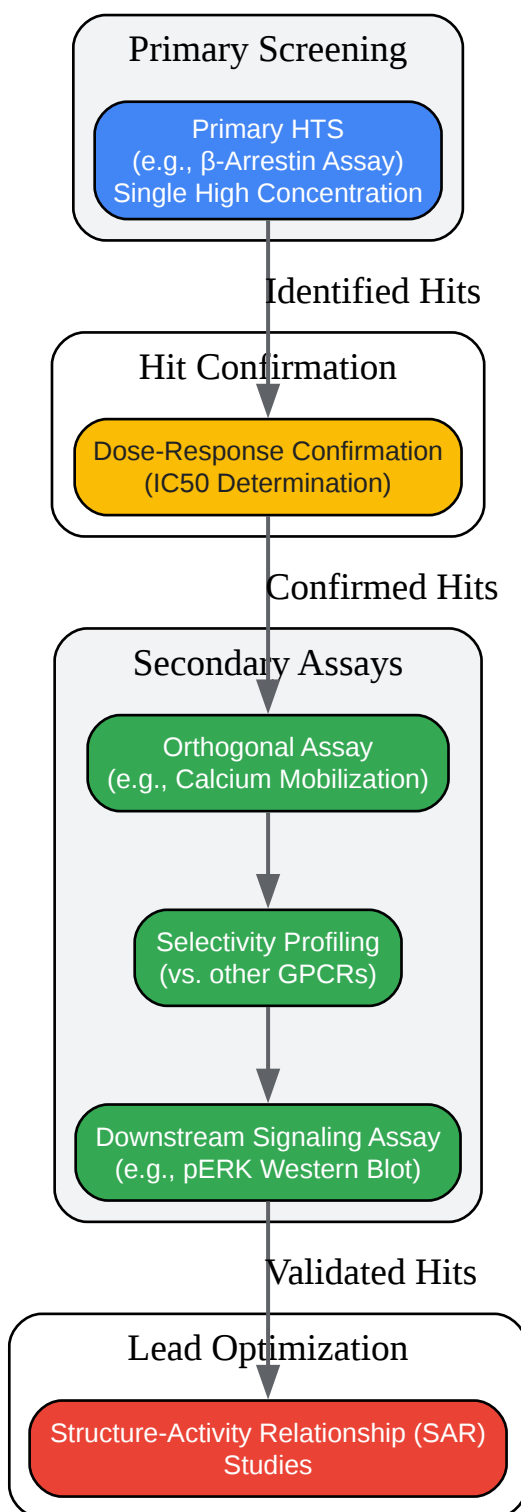 Primary Screening
Primary HTS
(e.g., β-Arrestin Assay)
Single High Concentration
Identified Hits
Hit Confirmation
Dose-Response Confirmation
(IC50 Determination)
Confirmed Hits
Secondary Assays
Orthogonal Assay
(e.g., Calcium Mobilization)
Selectivity Profiling
(vs. other GPCRs)
Downstream Signaling Assay
(e.g., pERK Western Blot)
Validated Hits
Lead Optimization
Structure-Activity Relationship (SAR)
Studies